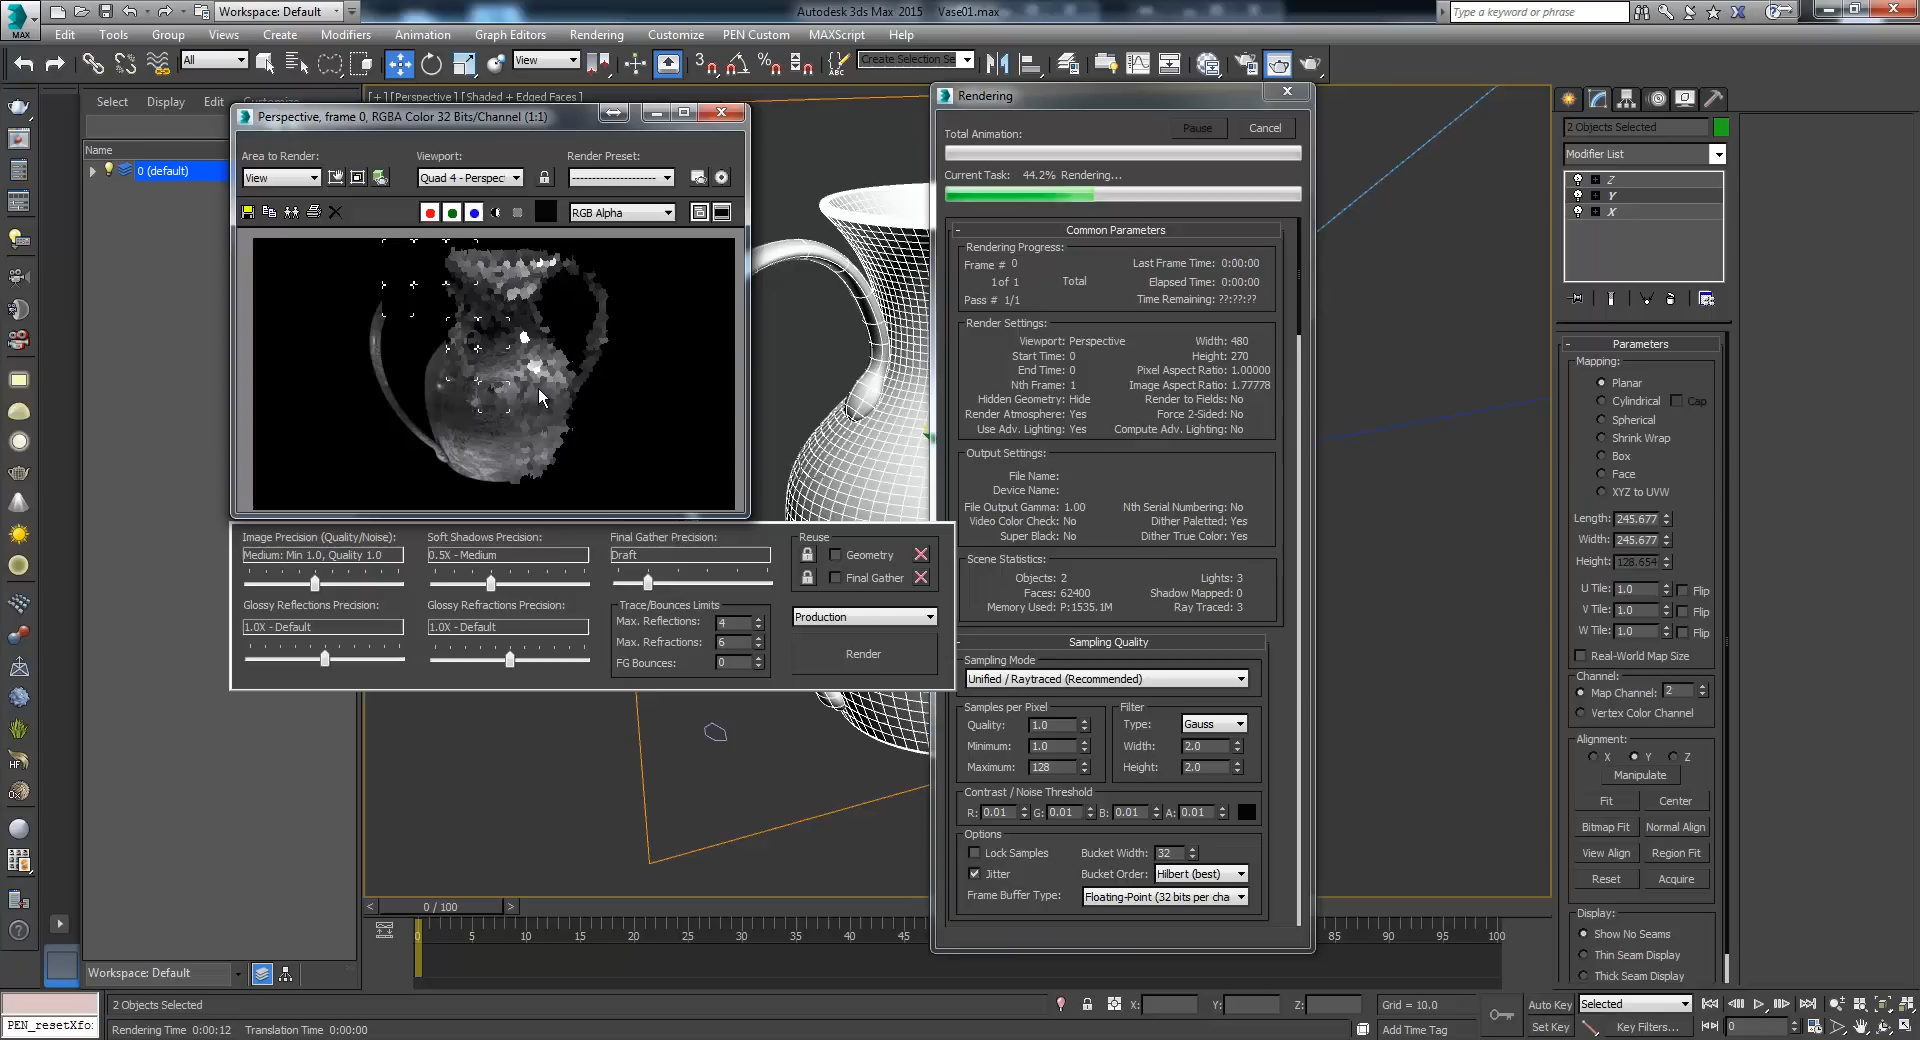 Workspace: Default
Autodesk 3ds Max 2015 Vase01.max
Type a keyword or phrase
MAX
Edit Tools Group Views Create Modifiers Animation Graph Editors Rendering Customize PEN Custom MAXScript Help
All
View
3
ABC
Create Selection Se
[+] [Perspective] [Shaded + Edged Faces]
Select Display Edit Customize
Name
0 (default)
Perspective, frame 0, RGBA Color 32 Bits/Channel (1:1)
Area to Render:
Viewport:
Render Preset:
View
Quad 4 - Perspec
RGB Alpha
Image Precision (Quality/Noise):
Medium: Min 1.0, Quality 1.0
Soft Shadows Precision:
0.5X - Medium
Final Gather Precision:
Draft
Reuse
Geometry
Final Gather
Glossy Reflections Precision:
1.0X - Default
Glossy Refractions Precision:
1.0X - Default
Trace/Bounces Limits
Max. Reflections: 4
Max. Refractions: 6
FG Bounces: 0
Production
Render
Rendering
Total Animation:
Pause
Cancel
Current Task: 44.2% Rendering...
Common Parameters
Rendering Progress:
Frame # 0
Last Frame Time: 0:00:00
1 of 1 Total
Elapsed Time: 0:00:00
Pass # 1/1
Time Remaining: ??:??:??
Render Settings:
Viewport: Perspective
Width: 480
Start Time: 0
Height: 270
End Time: 0
Pixel Aspect Ratio: 1.00000
Nth Frame: 1
Image Aspect Ratio: 1.77778
Hidden Geometry: Hide
Render to Fields: No
Render Atmosphere: Yes
Force 2-Sided: No
Use Adv. Lighting: Yes
Compute Adv. Lighting: No
Output Settings:
File Name:
Device Name:
File Output Gamma: 1.00
Nth Serial Numbering: No
Video Color Check: No
Dither Paletted: Yes
Super Black: No
Dither True Color: Yes
Scene Statistics:
Objects: 2
Lights: 3
Faces: 62400
Shadow Mapped: 0
Memory Used: P:1535.1M
Ray Traced: 3
Sampling Quality
Sampling Mode
Unified / Raytraced (Recommended)
Samples per Pixel
Quality: 1.0
Minimum: 1.0
Maximum: 128
Filter
Type: Gauss
Width: 2.0
Height: 2.0
Contrast / Noise Threshold
R: 0.01 G: 0.01 B: 0.01 A: 0.01
Options
Lock Samples
Bucket Width: 32
Jitter
Bucket Order: Hilbert (best)
Frame Buffer Type: Floating-Point (32 bits per cha
2 Objects Selected
Modifier List
Z
Y
X
Parameters
Mapping:
Planar
Cylindrical Cap
Spherical
Shrink Wrap
Box
Face
XYZ to UVW
Length: 245.677
Width: 245.677
Height: 128.654
U Tile: 1.0 Flip
V Tile: 1.0 Flip
W Tile: 1.0 Flip
Real-World Map Size
Channel:
Map Channel: 2
Vertex Color Channel
Alignment:
X Y Z
Manipulate
Fit Center
Bitmap Fit Normal Align
View Align Region Fit
Reset Acquire
Display:
Show No Seams
Thin Seam Display
Thick Seam Display
HF
< 0 / 100 >
0 5 10 15 20 25 30 35 40 45 85 90 95 100
Workspace: Default
2 Objects Selected
X: Y: Z:
Grid = 10.0
Auto Key
Selected
PEN_resetXfo:
Rendering Time 0:00:12 Translation Time 0:00:00
Add Time Tag
Set Key
Key Filters...
0